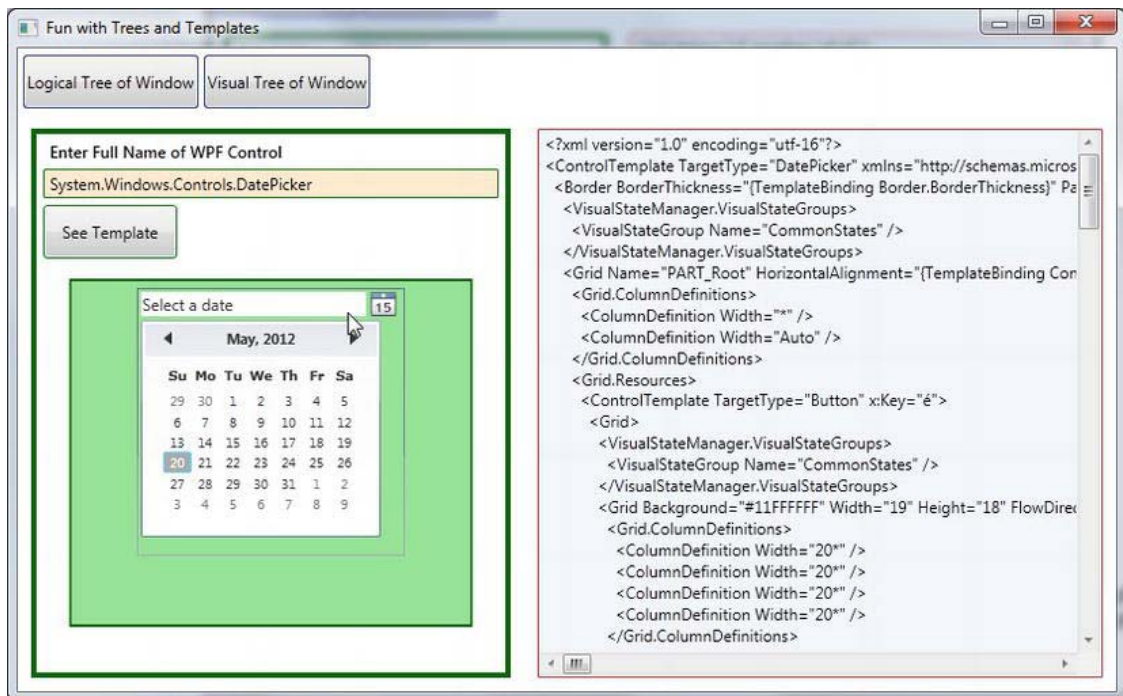 Fun with Trees and Templates
Logical Tree of Window
Visual Tree of Window
Enter Full Name of WPF Control
System.Windows.Controls.DatePicker
See Template
Select a date
15
May, 2012
Su Mo Tu We Th Fr Sa
29 30 1 2 3 4 5
6 7 8 9 10 11 12
13 14 15 16 17 18 19
20 21 22 23 24 25 26
27 28 29 30 31 1 2
3 4 5 6 7 8 9
<?xml version="1.0" encoding="utf-16"?>
<ControlTemplate TargetType="DatePicker" xmlns="http://schemas.micros
<Border BorderThickness="{TemplateBinding Border.BorderThickness}" Pa
<VisualStateManager.VisualStateGroups>
<VisualStateGroup Name="CommonStates" />
</VisualStateManager.VisualStateGroups>
<Grid Name="PART_Root" HorizontalAlignment="{TemplateBinding Con
<Grid.ColumnDefinitions>
<ColumnDefinition Width="*" />
<ColumnDefinition Width="Auto" />
</Grid.ColumnDefinitions>
<Grid.Resources>
<ControlTemplate TargetType="Button" x:Key="é">
<Grid>
<VisualStateManager.VisualStateGroups>
<VisualStateGroup Name="CommonStates" />
</VisualStateManager.VisualStateGroups>
<Grid Background="#11FFFFFF" Width="19" Height="18" FlowDirec
<Grid.ColumnDefinitions>
<ColumnDefinition Width="20*" />
<ColumnDefinition Width="20*" />
<ColumnDefinition Width="20*" />
<ColumnDefinition Width="20*" />
</Grid.ColumnDefinitions>